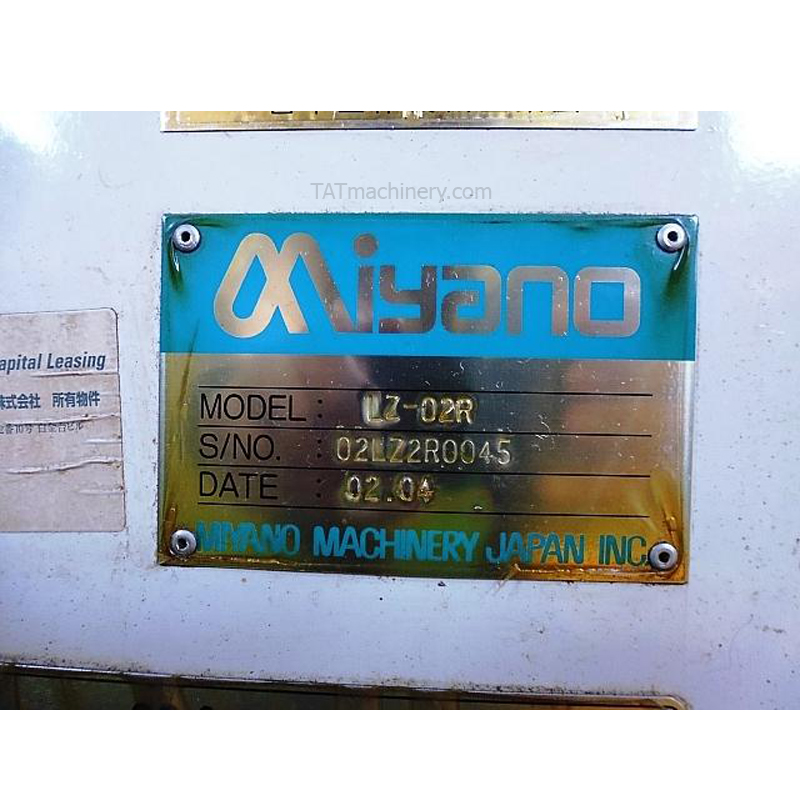 TATmachinery.com
Miyano
apital Leasing
株式会社 所有物件
MODEL : LZ-02R
S/NO. : 02LZ2R0045
DATE : 02.04
MIYANO MACHINERY JAPAN INC.